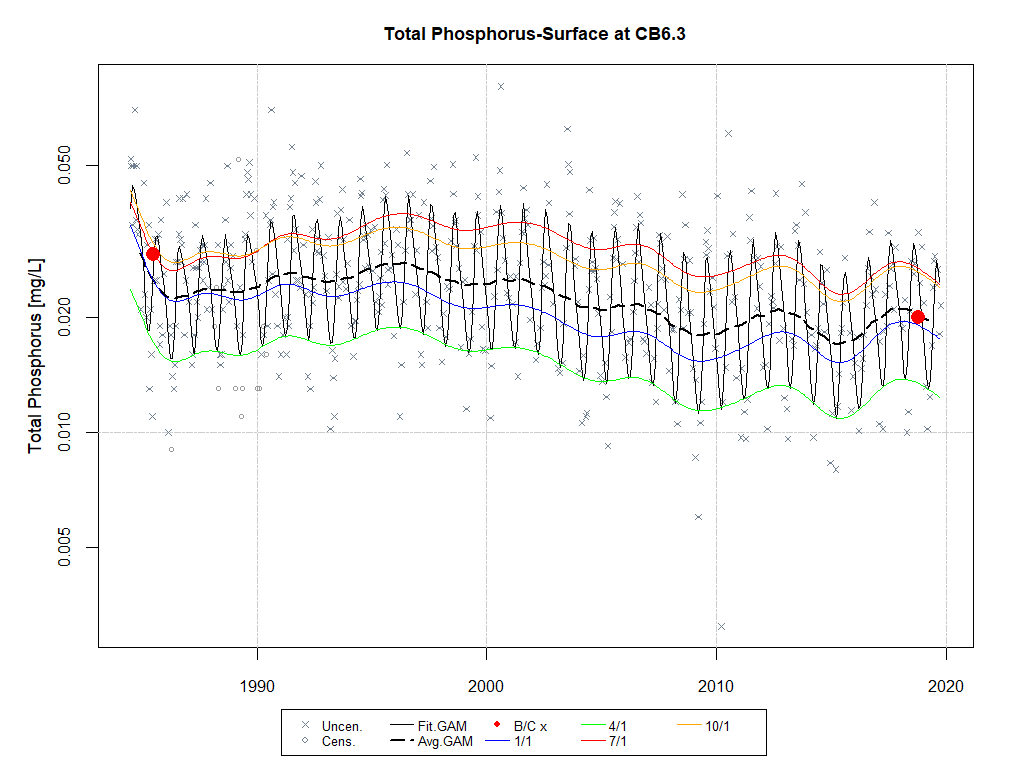 Total Phosphorus-Surface at CB6.3
Total Phosphorus [mg/L]
0.050
0.020
0.010
0.005
1990 2000 2010 2020
Uncen. Fit.GAM B/C x 4/1 10/1
Cens. Avg.GAM 1/1 7/1